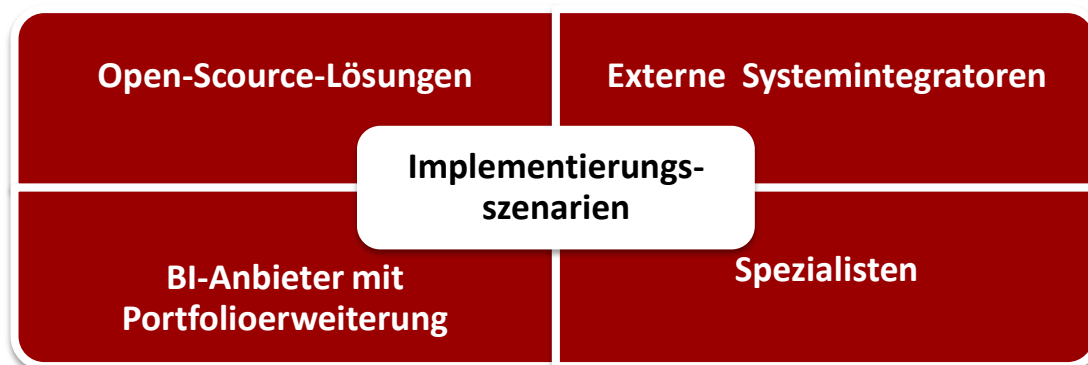 Open-Scource-Lösungen
Externe Systemintegratoren
Implementierungs-
szenarien
BI-Anbieter mit
Portfolioerweiterung
Spezialisten